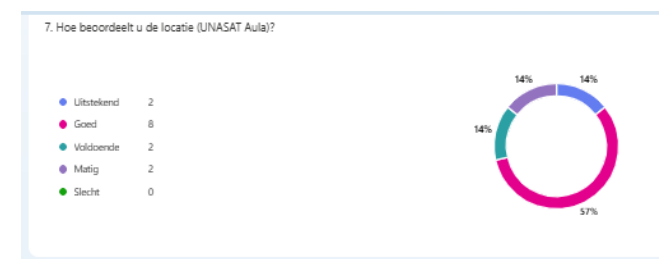 7. Hoe beoordeelt u de locatie (UNASAT Aula)?
Uitstekend 2
Goed 8
Voldoende 2
Matig 2
Slecht 0
14% 14%
14%
57%